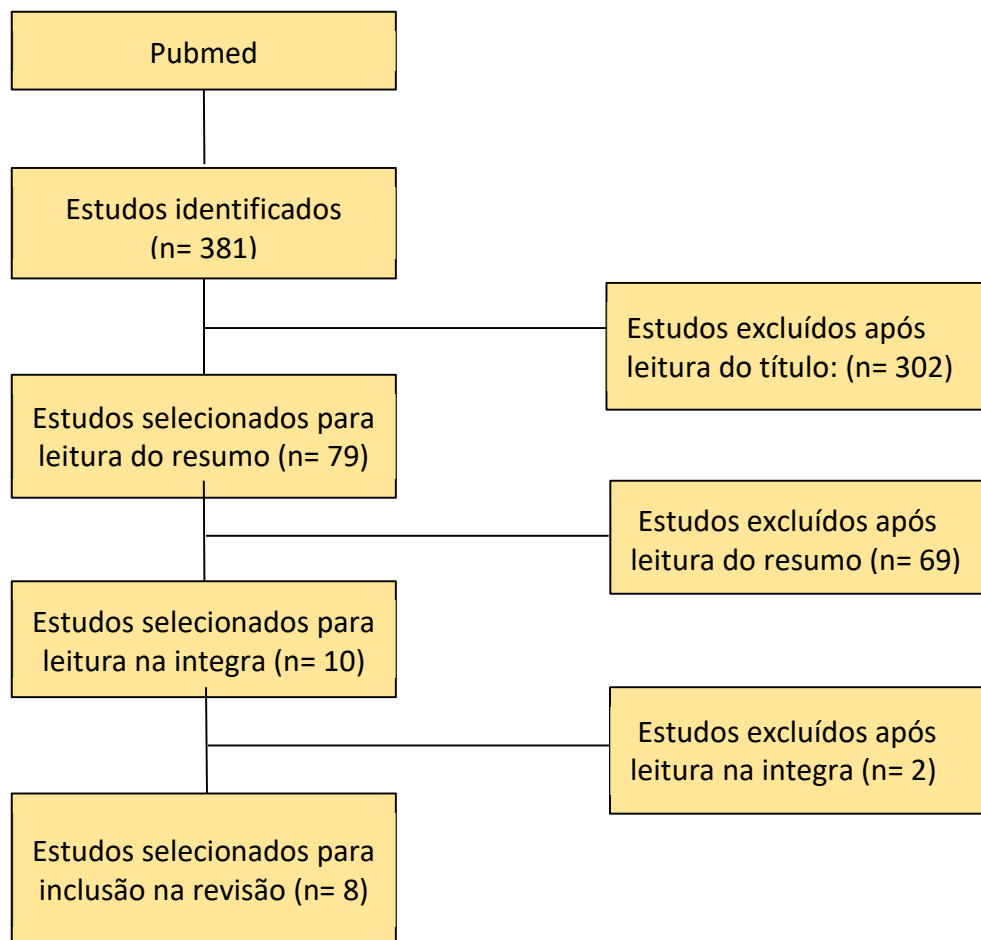 Pubmed
Estudos identificados
(n= 381)
Estudos excluídos após
leitura do título: (n= 302)
Estudos selecionados para
leitura do resumo (n= 79)
Estudos excluídos após
leitura do resumo (n= 69)
Estudos selecionados para
leitura na integra (n= 10)
Estudos excluídos após
leitura na integra (n= 2)
Estudos selecionados para
inclusão na revisão (n= 8)